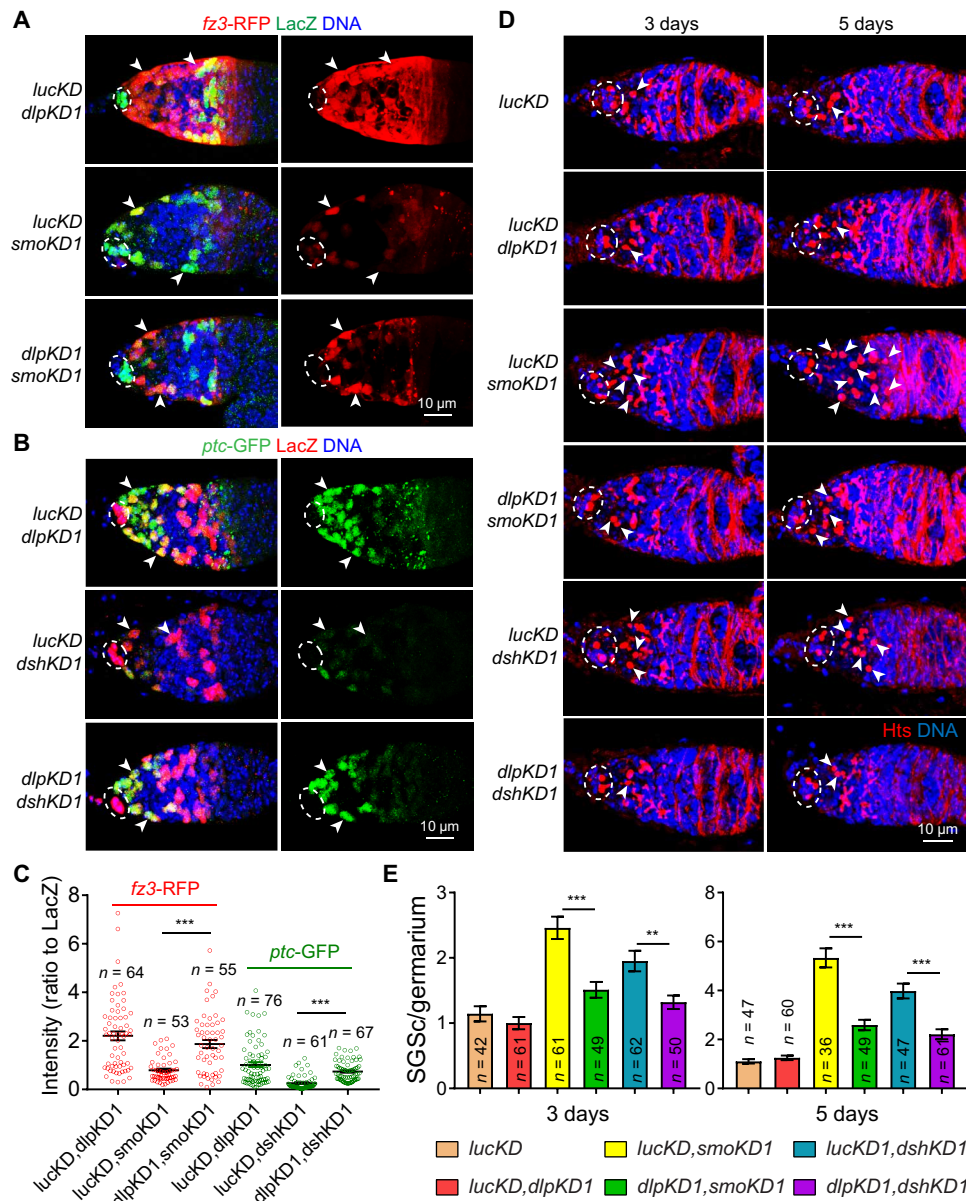 A
fz3-RFP LacZ DNA
lucKD
dlpKD1
lucKD
smoKD1
dlpKD1
smoKD1
10 μm
B
ptc-GFP LacZ DNA
lucKD
dlpKD1
lucKD
dshKD1
dlpKD1
dshKD1
10 μm
C
Intensity (ratio to LacZ)
8
6
4
2
0
fz3-RFP
ptc-GFP
***
***
n = 64
n = 53
n = 55
n = 76
n = 61
n = 67
lucKD,dlpKD1
lucKD,smoKD1
dlpKD1,smoKD1
lucKD,dlpKD1
lucKD,dshKD1
dlpKD1,dshKD1
D
3 days
5 days
lucKD
lucKD
dlpKD1
lucKD
smoKD1
dlpKD1
smoKD1
lucKD
dshKD1
dlpKD1
dshKD1
Hts DNA
10 μm
E
SGSc/germarium
3
2
1
0
***
**
n = 42
n = 61
n = 61
n = 49
n = 62
n = 50
3 days
8
6
4
2
0
***
***
n = 47
n = 60
n = 36
n = 49
n = 47
n = 61
5 days
lucKD
lucKD,smoKD1
lucKD1,dshKD1
lucKD,dlpKD1
dlpKD1,smoKD1
dlpKD1,dshKD1